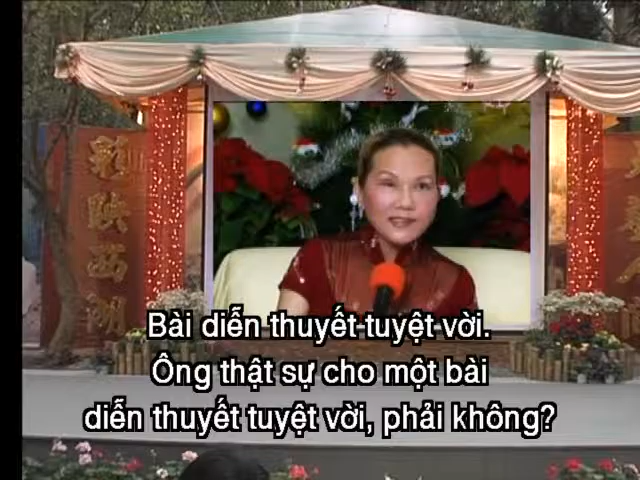 Bài diễn thuyết tuyệt vời.
Ông thật sự cho một bài
diễn thuyết tuyệt vời, phải không?